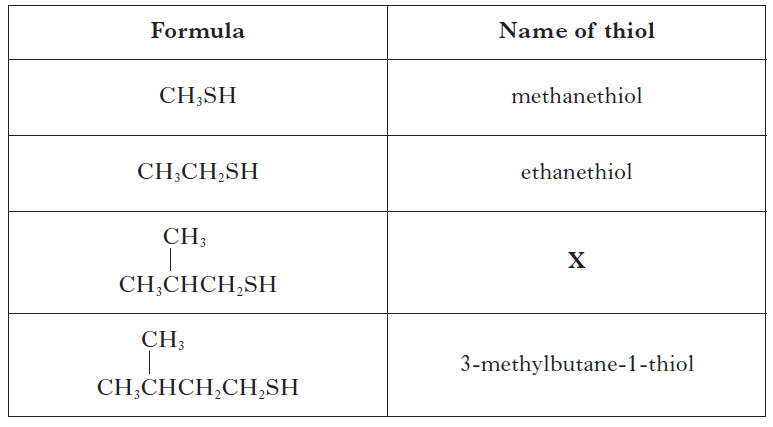 Formula Name of thiol
CH₃SH methanethiol
CH₃CH₂SH ethanethiol
CH₃
CH₃CHCH₂SH X
CH₃
CH₃CHCH₂CH₂SH 3-methylbutane-1-thiol